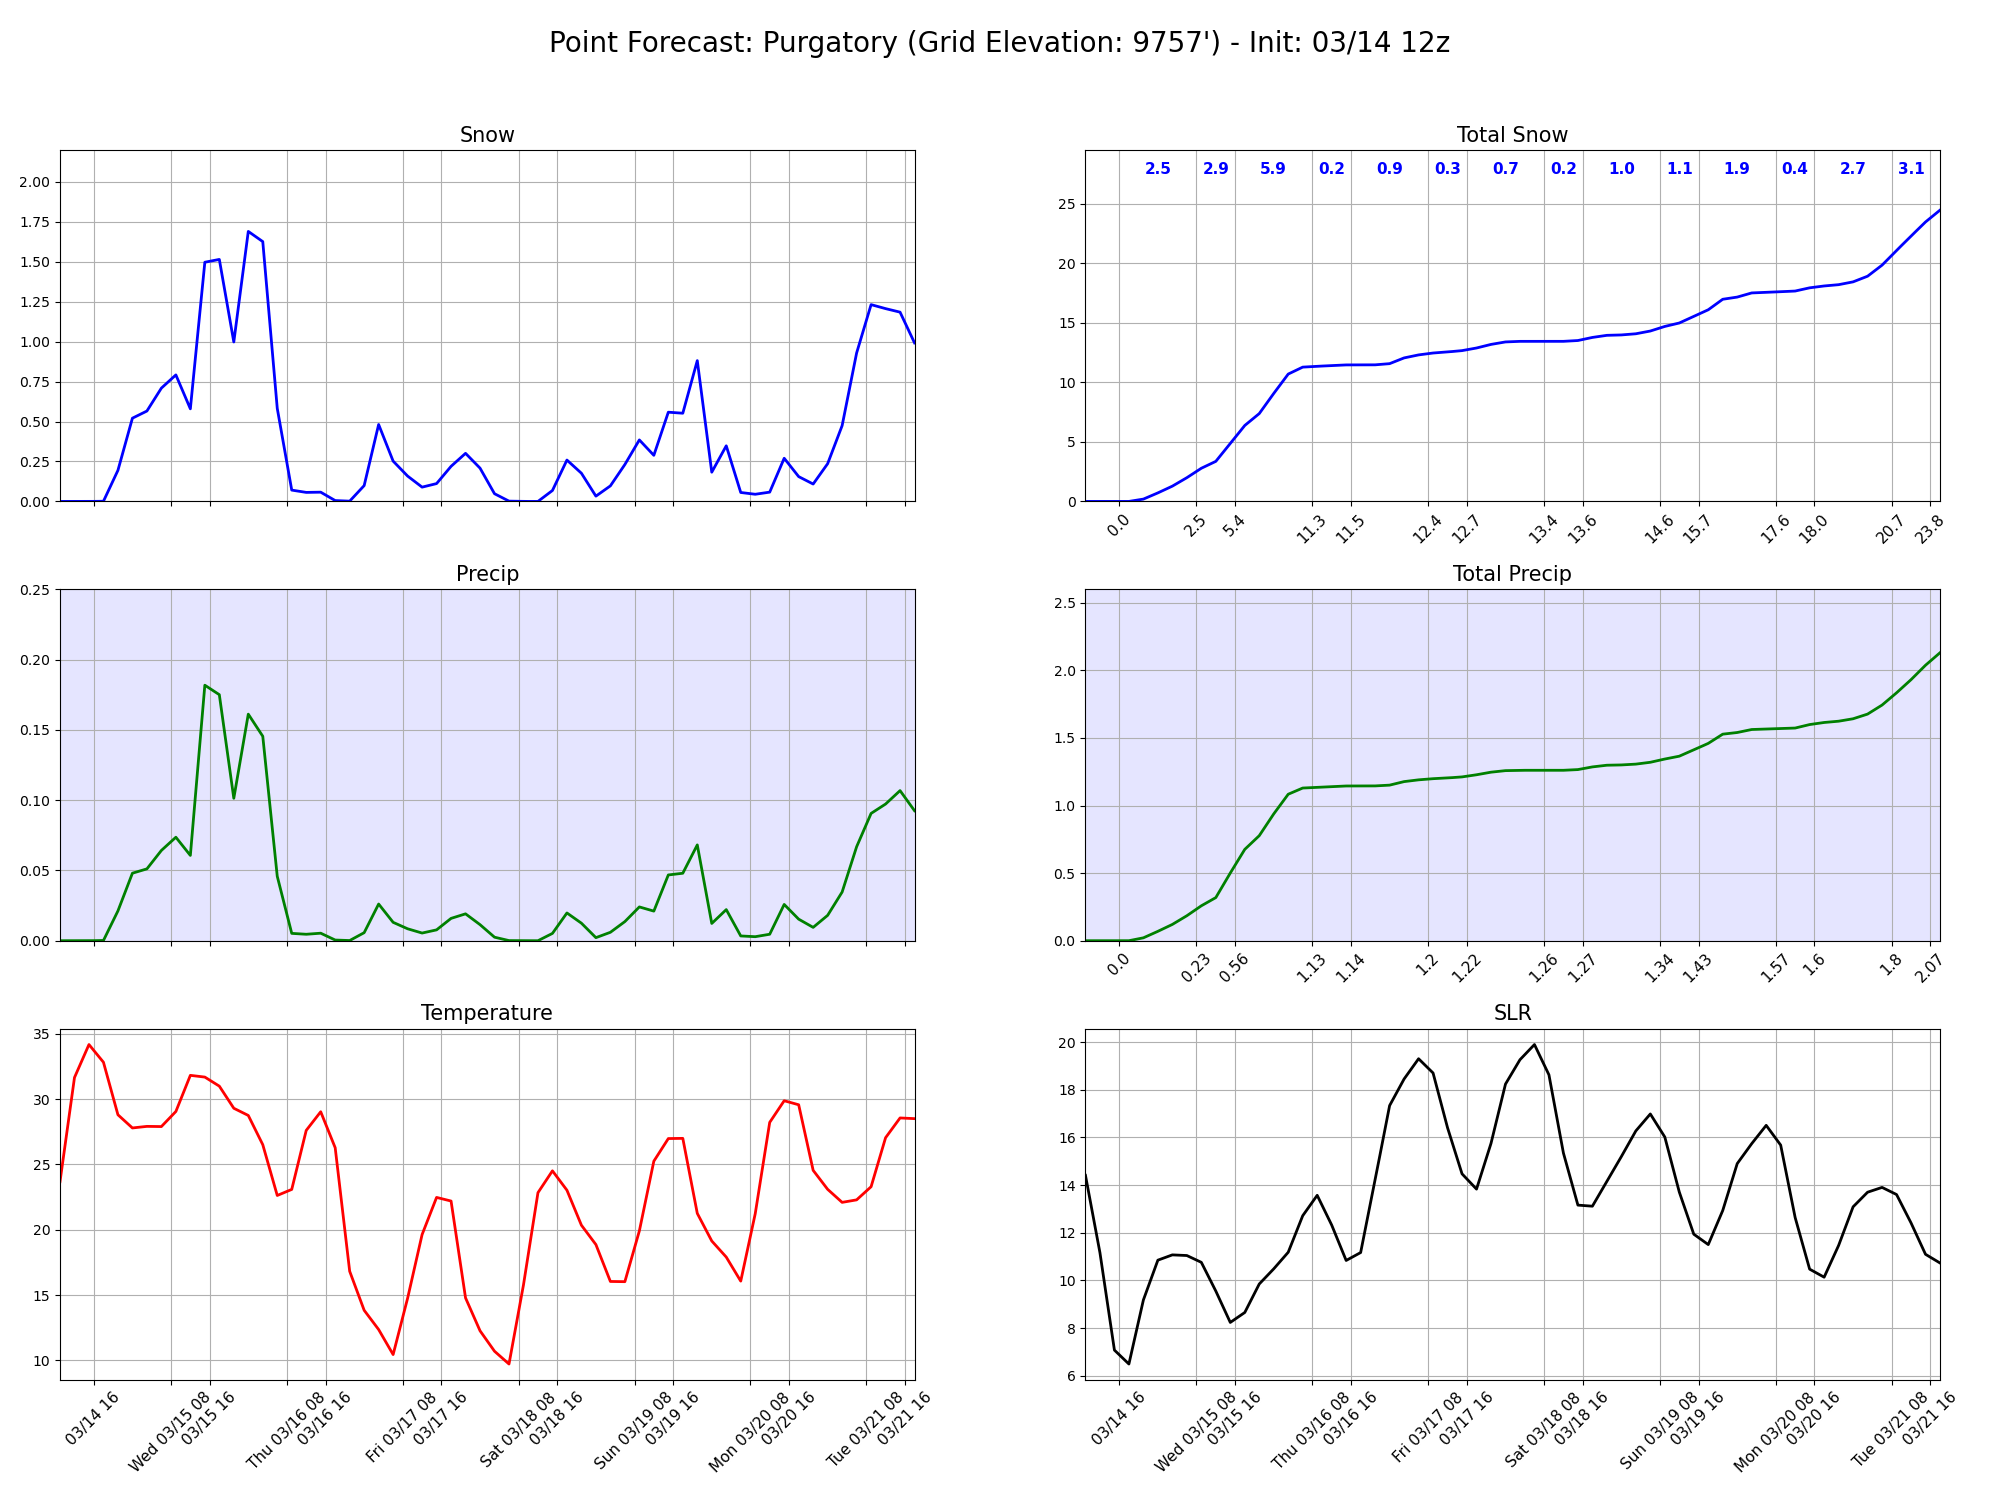 Point Forecast: Purgatory (Grid Elevation: 9757') - Init: 03/14 12z
Snow
2.00
1.75
1.50
1.25
1.00
0.75
0.50
0.25
0.00
Total Snow
2.5 2.9 5.9 0.2 0.9 0.3 0.7 0.2 1.0 1.1 1.9 0.4 2.7 3.1
25
20
15
10
5
0
0.0 2.5 5.4 11.3 11.5 12.4 12.7 13.4 13.6 14.6 15.7 17.6 18.0 20.7 23.8
Precip
0.25
0.20
0.15
0.10
0.05
0.00
Total Precip
2.5
2.0
1.5
1.0
0.5
0.0
0.0 0.23 0.56 1.13 1.14 1.2 1.22 1.26 1.27 1.34 1.43 1.57 1.6 1.8 2.07
Temperature
35
30
25
20
15
10
03/14 16
Wed 03/15 08
03/15 16
Thu 03/16 08
03/16 16
Fri 03/17 08
03/17 16
Sat 03/18 08
03/18 16
Sun 03/19 08
03/19 16
Mon 03/20 08
03/20 16
Tue 03/21 08
03/21 16
SLR
20
18
16
14
12
10
8
6
03/14 16
Wed 03/15 08
03/15 16
Thu 03/16 08
03/16 16
Fri 03/17 08
03/17 16
Sat 03/18 08
03/18 16
Sun 03/19 08
03/19 16
Mon 03/20 08
03/20 16
Tue 03/21 08
03/21 16